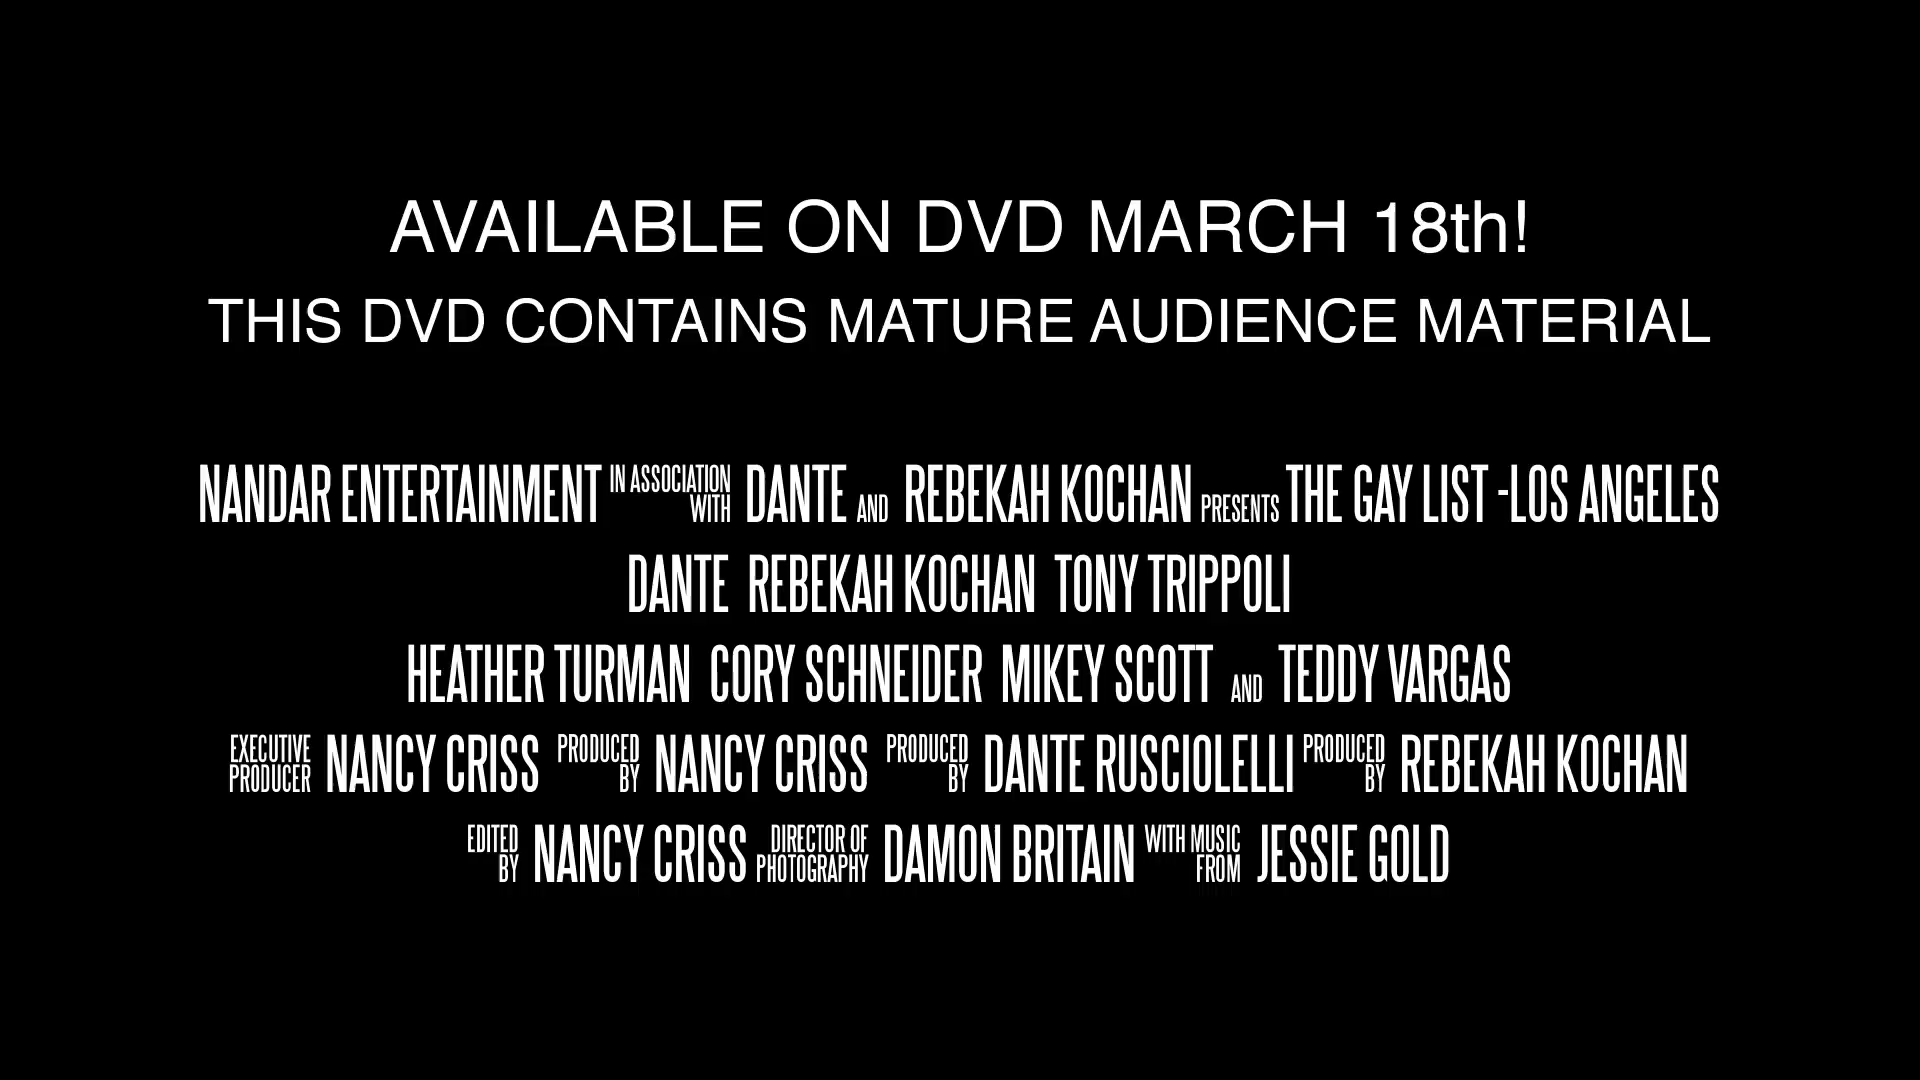 AVAILABLE ON DVD MARCH 18th!
THIS DVD CONTAINS MATURE AUDIENCE MATERIAL
NANDAR ENTERTAINMENT IN ASSOCIATION WITH DANTE AND REBEKAH KOCHAN PRESENTS THE GAY LIST -LOS ANGELES
DANTE REBEKAH KOCHAN TONY TRIPPOLI
HEATHER TURMAN CORY SCHNEIDER MIKEY SCOTT AND TEDDY VARGAS
EXECUTIVE PRODUCER NANCY CRISS PRODUCED BY NANCY CRISS PRODUCED BY DANTE RUSCIOLELLI PRODUCED BY REBEKAH KOCHAN
EDITED BY NANCY CRISS DIRECTOR OF PHOTOGRAPHY DAMON BRITAIN WITH MUSIC FROM JESSIE GOLD